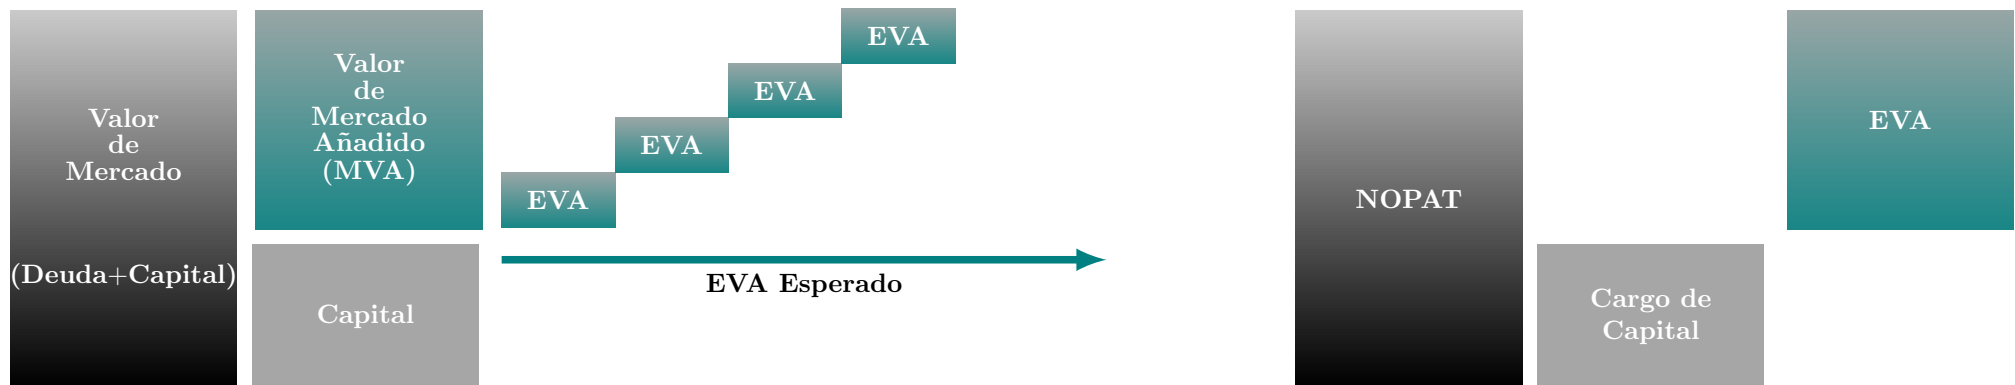 Valor
de
Mercado
(Deuda+Capital)
Valor
de
Mercado
Añadido
(MVA)
Capital
EVA
EVA
EVA
EVA
EVA Esperado
NOPAT
Cargo de
Capital
EVA